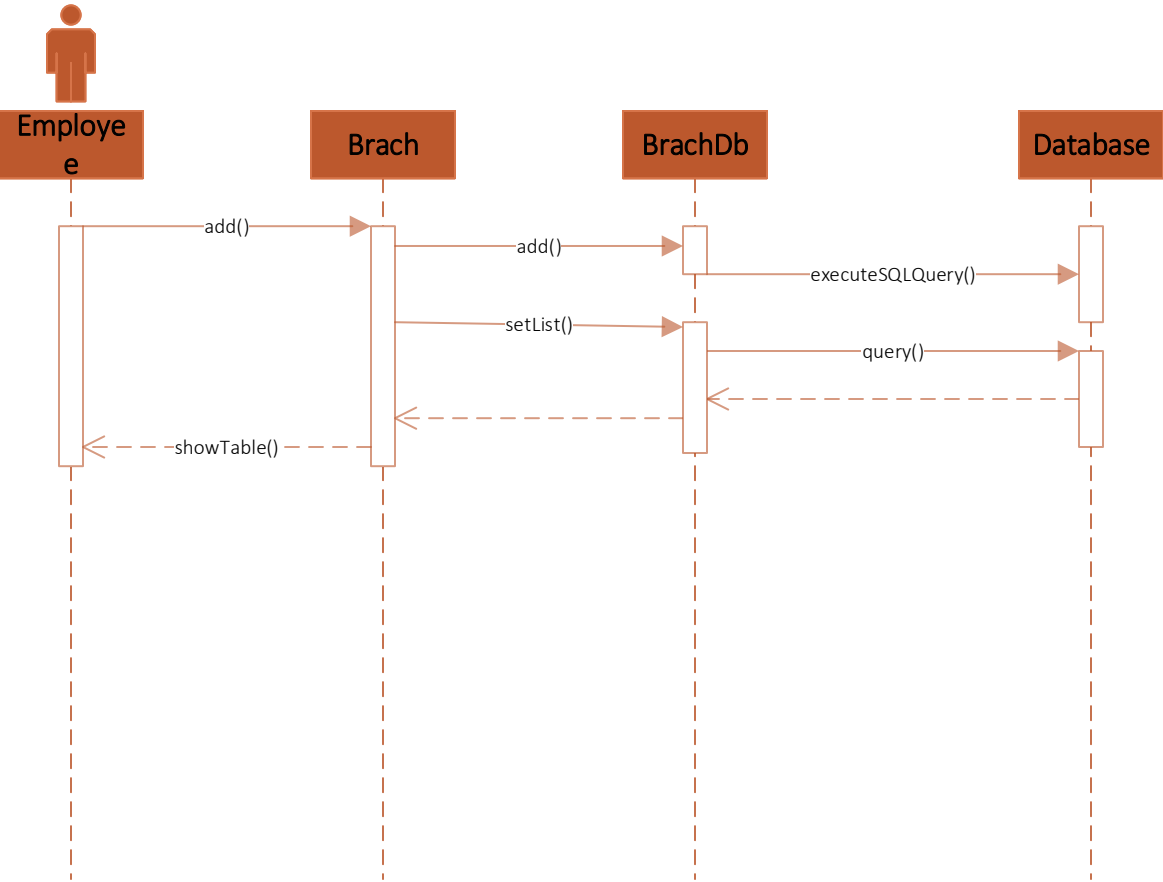 Employe
e
Brach
BrachDb
Database
add()
add()
executeSQLQuery()
setList()
query()
showTable()